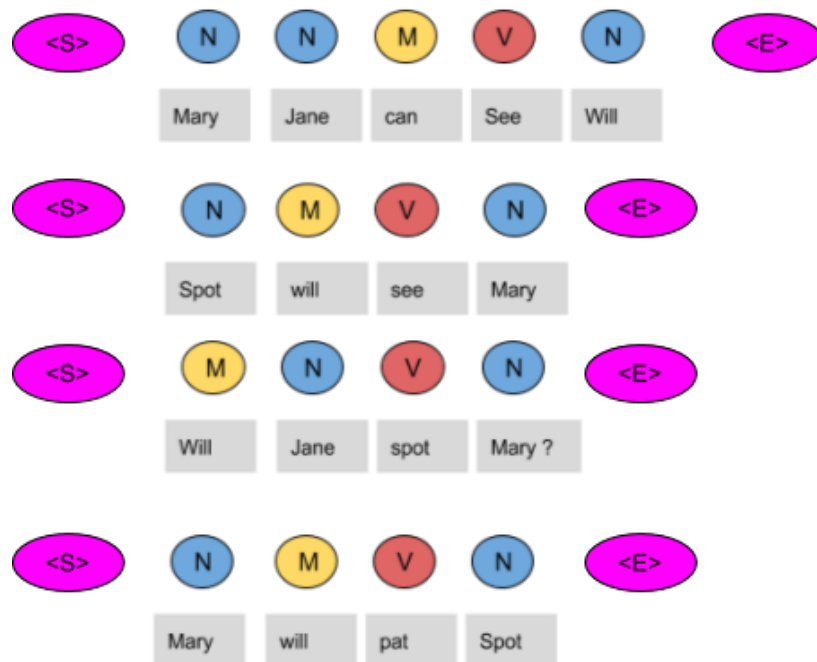 <S> N N M V N <E>
Mary Jane can See Will
<S> N M V N <E>
Spot will see Mary
<S> M N V N <E>
Will Jane spot Mary ?
<S> N M V N <E>
Mary will pat Spot